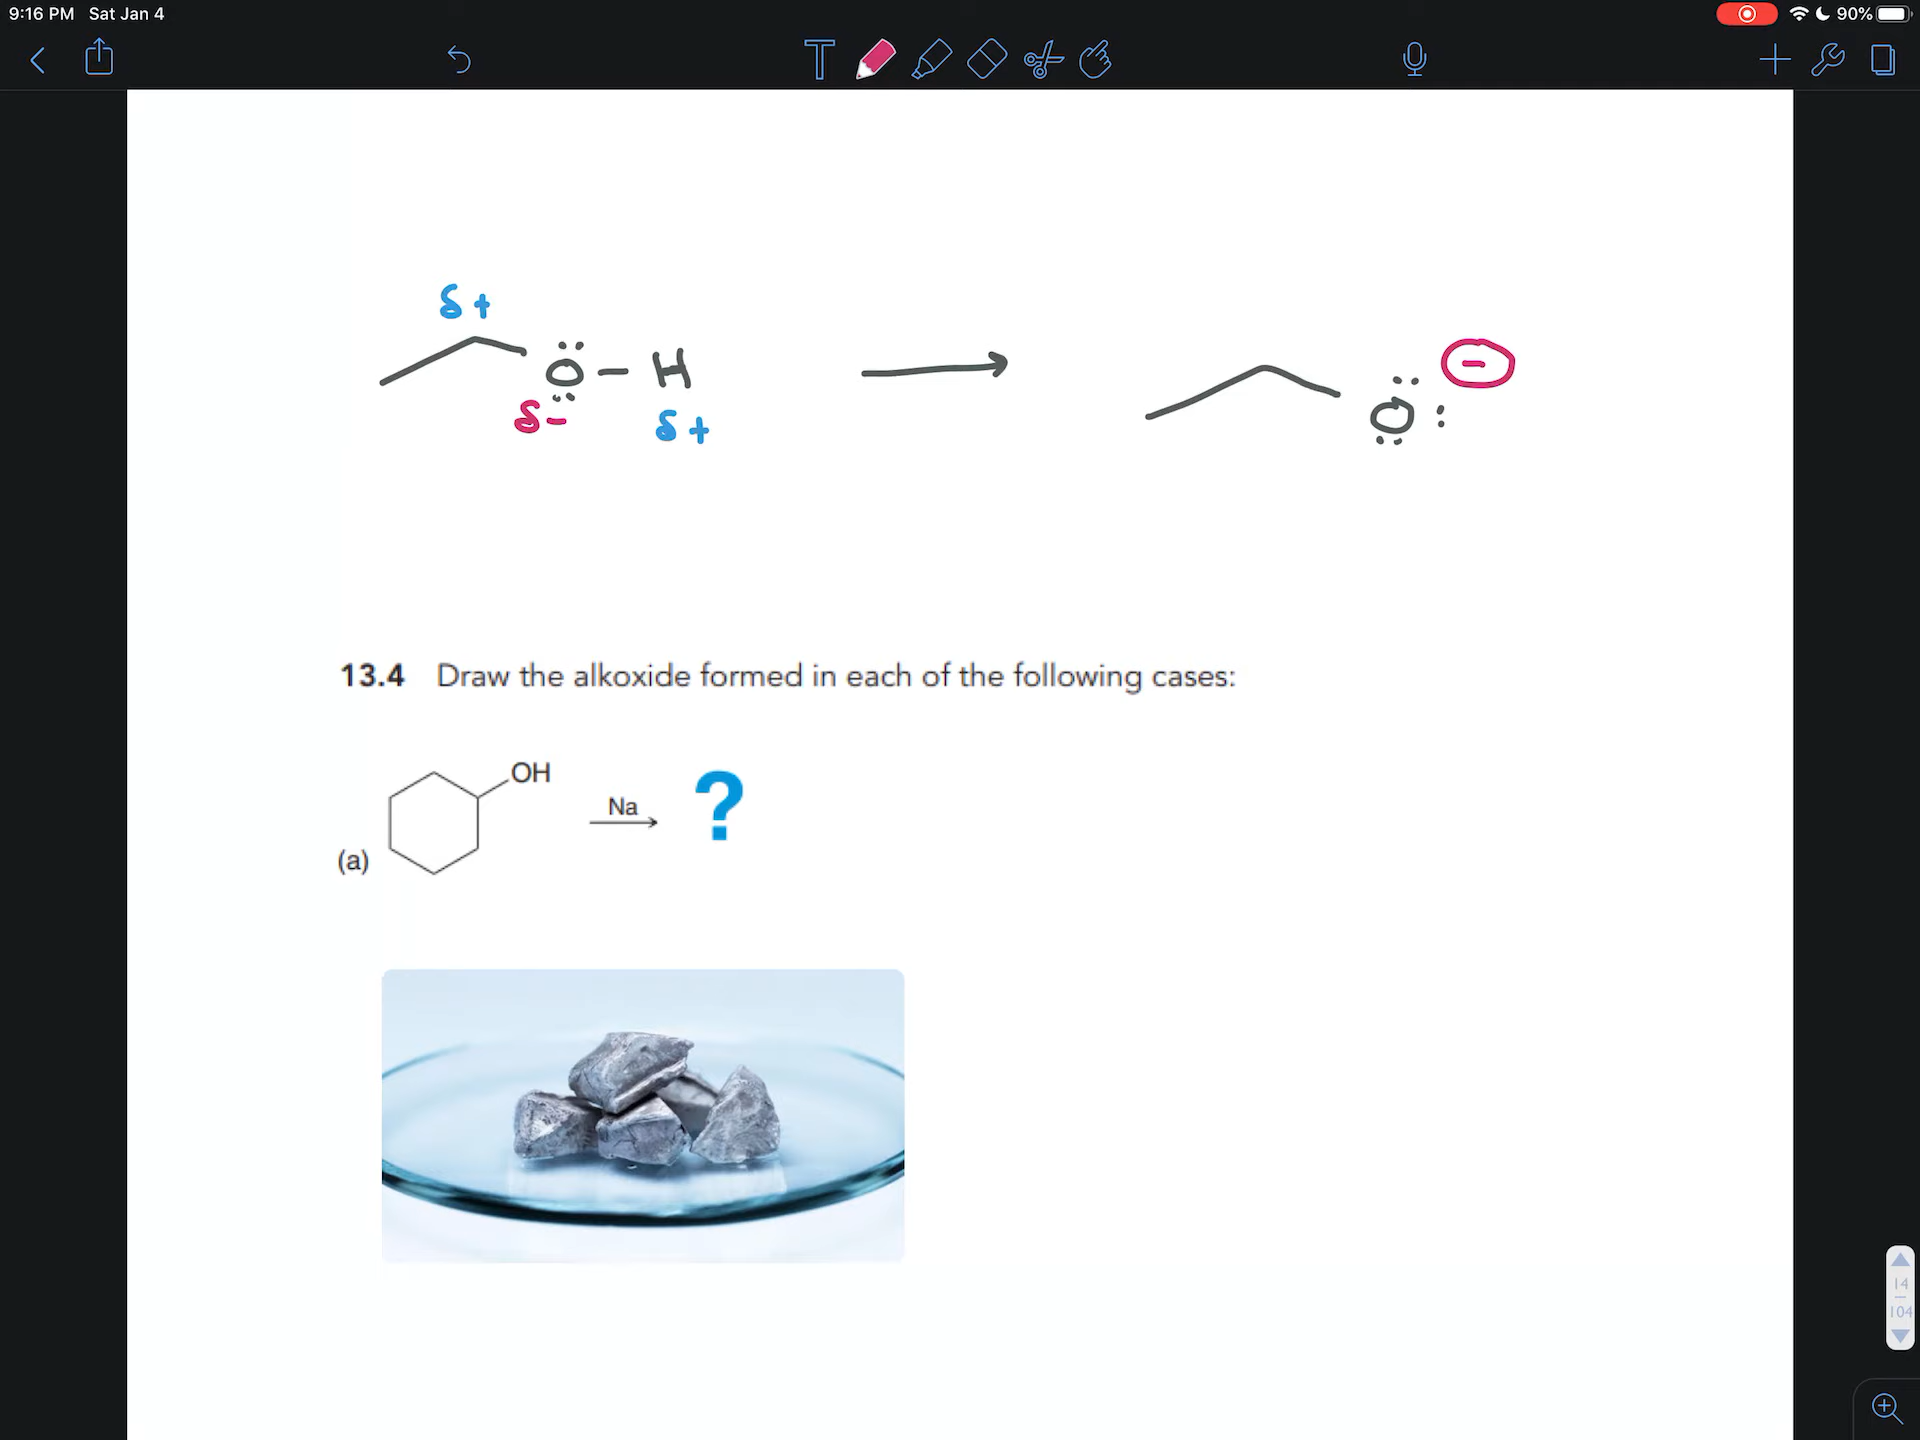 9:16 PM Sat Jan 4
90%
δ+
Ö – H
δ–
δ+
–
O
13.4 Draw the alkoxide formed in each of the following cases:
OH
Na
?
(a)
14
104